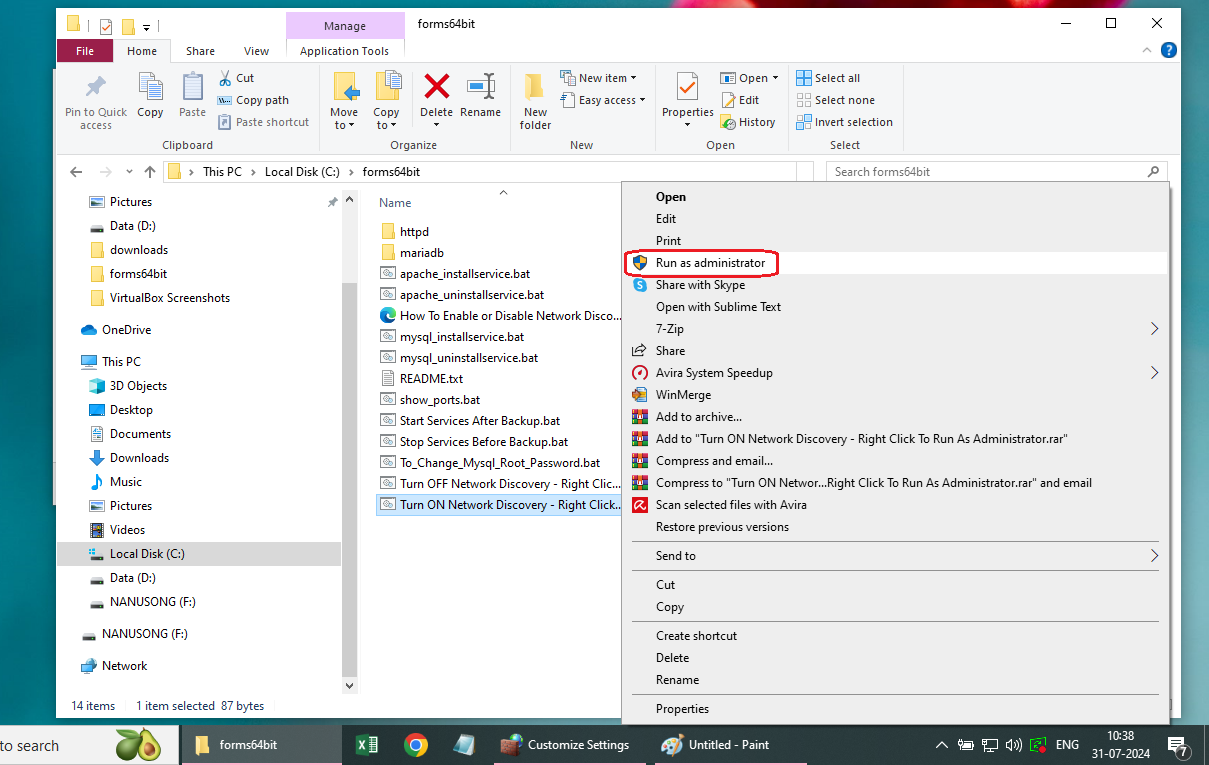 Manage
forms64bit
File
Home
Share
View
Application Tools
Pin to Quick access
Copy
Paste
Cut
Copy path
Paste shortcut
Clipboard
Move to
Copy to
Delete
Rename
Organize
New folder
New item
Easy access
New
Properties
Open
Edit
History
Open
Select all
Select none
Invert selection
Select
This PC > Local Disk (C:) > forms64bit
Search forms64bit
Pictures
Data (D:)
downloads
forms64bit
VirtualBox Screenshots
OneDrive
This PC
3D Objects
Desktop
Documents
Downloads
Music
Pictures
Videos
Local Disk (C:)
Data (D:)
NANUSONG (F:)
NANUSONG (F:)
Network
Name
httpd
mariadb
apache_installservice.bat
apache_uninstallservice.bat
How To Enable or Disable Network Disco...
mysql_installservice.bat
mysql_uninstallservice.bat
README.txt
show_ports.bat
Start Services After Backup.bat
Stop Services Before Backup.bat
To_Change_Mysql_Root_Password.bat
Turn OFF Network Discovery - Right Clic...
Turn ON Network Discovery - Right Click...
Open
Edit
Print
Run as administrator
Share with Skype
Open with Sublime Text
7-Zip
Share
Avira System Speedup
WinMerge
Add to archive...
Add to "Turn ON Network Discovery - Right Click To Run As Administrator.rar"
Compress and email...
Compress to "Turn ON Networ...Right Click To Run As Administrator.rar" and email
Scan selected files with Avira
Restore previous versions
Send to
Cut
Copy
Create shortcut
Delete
Rename
Properties
14 items
1 item selected 87 bytes
to search
forms64bit
Customize Settings
Untitled - Paint
ENG
10:38
31-07-2024
7